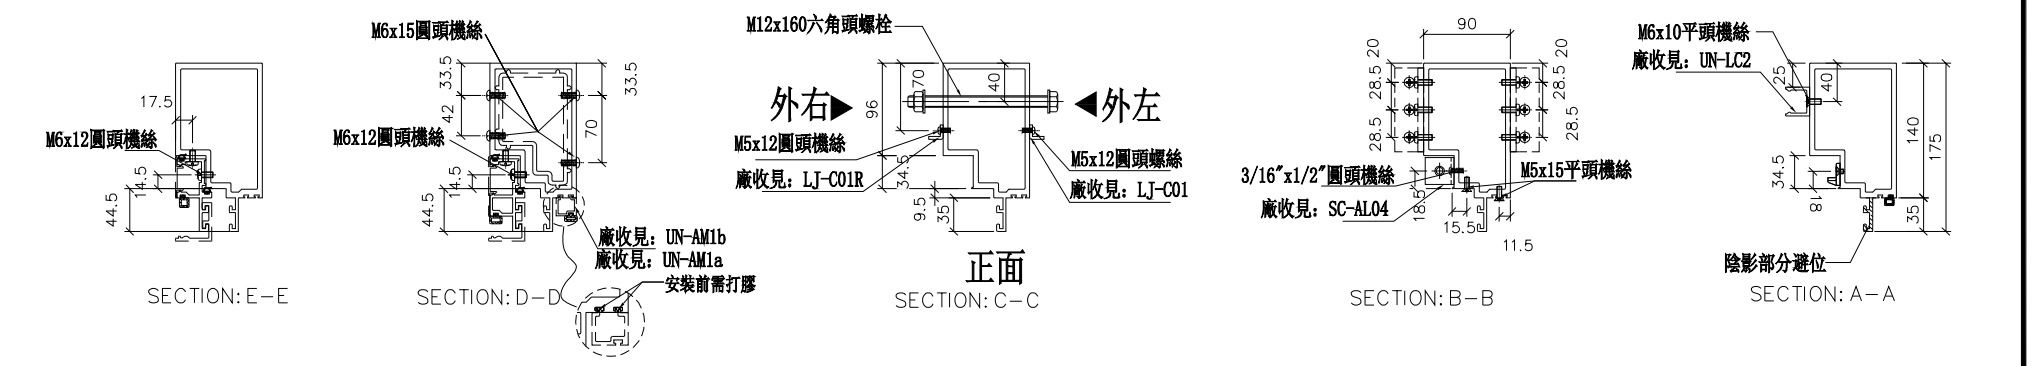 17.5
M6x12圓頭機絲
14.5
44.5
SECTION: E-E
M6x15圓頭機絲
33.5
42
33.5
70
M6x12圓頭機絲
14.5
44.5
廠收見: UN-AM1b
廠收見: UN-AM1a
安裝前需打膠
SECTION: D-D
M12x160六角頭螺栓
外右
外左
96
70
40
M5x12圓頭機絲
廠收見: LJ-C01R
34.5
9.5
35
M5x12圓頭螺絲
廠收見: LJ-C01
正面
SECTION: C-C
90
20
20
28.5
28.5
28.5
28.5
3/16"x1/2"圓頭機絲
廠收見: SC-AL04
M5x15平頭機絲
18.5
15.5
11.5
SECTION: B-B
M6x10平頭機絲
廠收見: UN-LC2
25
40
140
175
34.5
18
35
陰影部分避位
SECTION: A-A